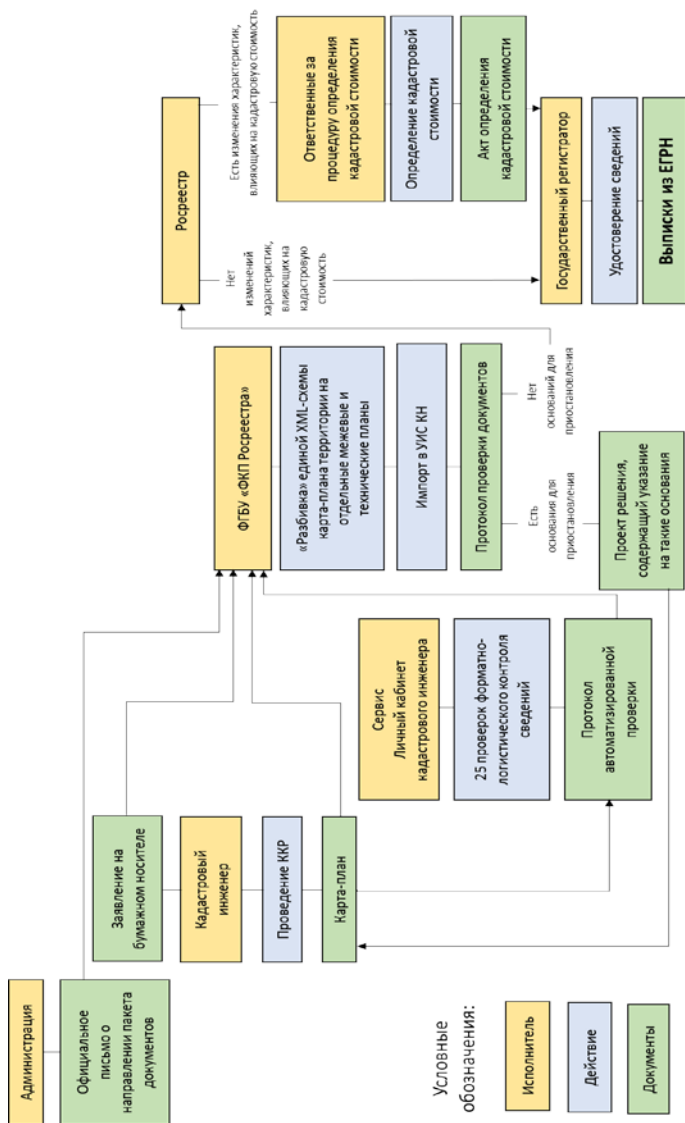 Администрация
Официальное
письмо о
направлении пакета
документов
Заявление на
бумажном носителе
Кадастровый
инженер
Проведение ККР
Карта-план
Сервис
Личный кабинет
кадастрового инженера
25 проверок форматно-
логистического контроля
сведений
Протокол
автоматизированной
проверки
ФГБУ «ФКП Росреестра»
«Разбивка» единой XML-схемы
карта-плана территории на
отдельные межевые и
технические планы
Импорт в УИС КН
Протокол проверки документов
Есть
основания для
приостановления
Нет
оснований для
приостановления
Проект решения,
содержащий указание
на такие основания
Росреестр
Нет
изменений
характеристик,
влияющих на
кадастровую
стоимость
Есть изменения характеристик,
влияющих на кадастровую стоимость
Ответственные за
процедуру определения
кадастровой стоимости
Определение кадастровой
стоимости
Акт определения
кадастровой стоимости
Государственный регистратор
Удостоверение сведений
Выписки из ЕГРН
Условные
обозначения:
Исполнитель
Действие
Документы